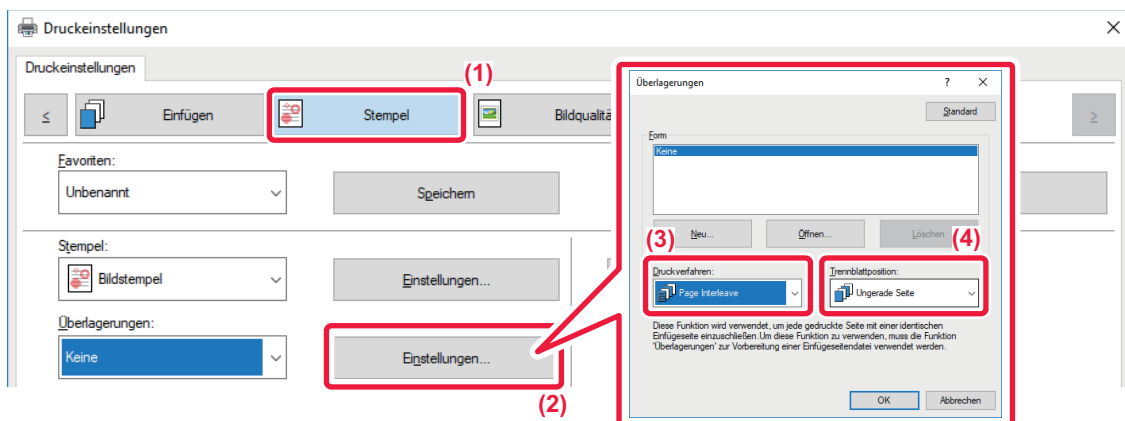 Druckeinstellungen
Druckeinstellungen
(1)
≤
Einfügen
Stempel
Bildqualitä
≥
Favoriten:
Unbenannt
Speichern
Stempel:
Bildstempel
Einstellungen...
Überlagerungen:
Keine
Einstellungen...
(2)
Überlagerungen
?
Standard
Form
Keine
Neu...
Öffnen...
Löschen
(3)
(4)
Druckverfahren:
Trennblattposition:
Page Interleave
Ungerade Seite
Diese Funktion wird verwendet, um jede gedruckte Seite mit einer identischen
Einfügeseite einzuschließen.Um diese Funktion zu verwenden, muss die Funktion
'Überlagerungen' zur Vorbereitung einer Einfügeseitendatei verwendet werden.
OK
Abbrechen